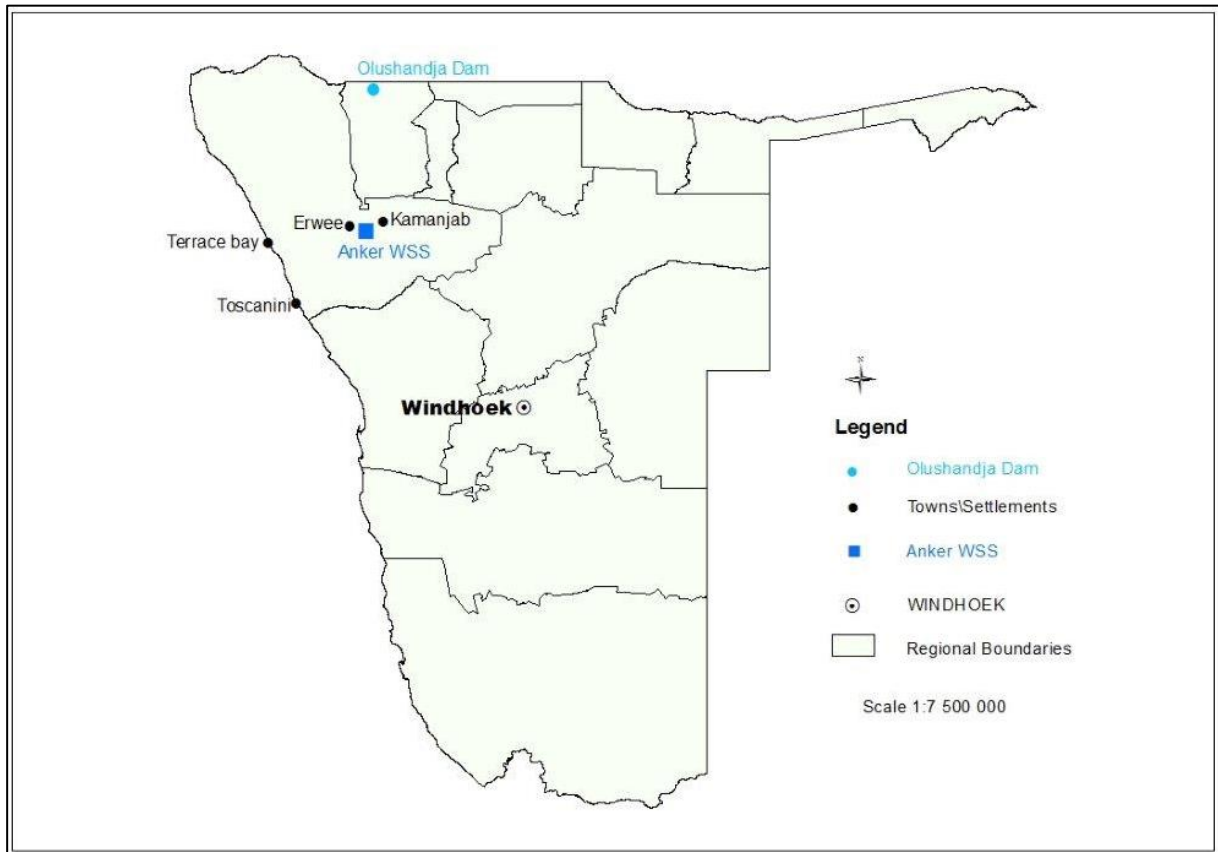 Olushandja Dam
Erwee
Kamanjab
Terrace bay
Anker WSS
Toscanini
Windhoek
N
Legend
Olushandja Dam
Towns\Settlements
Anker WSS
WINDHOEK
Regional Boundaries
Scale 1:7 500 000